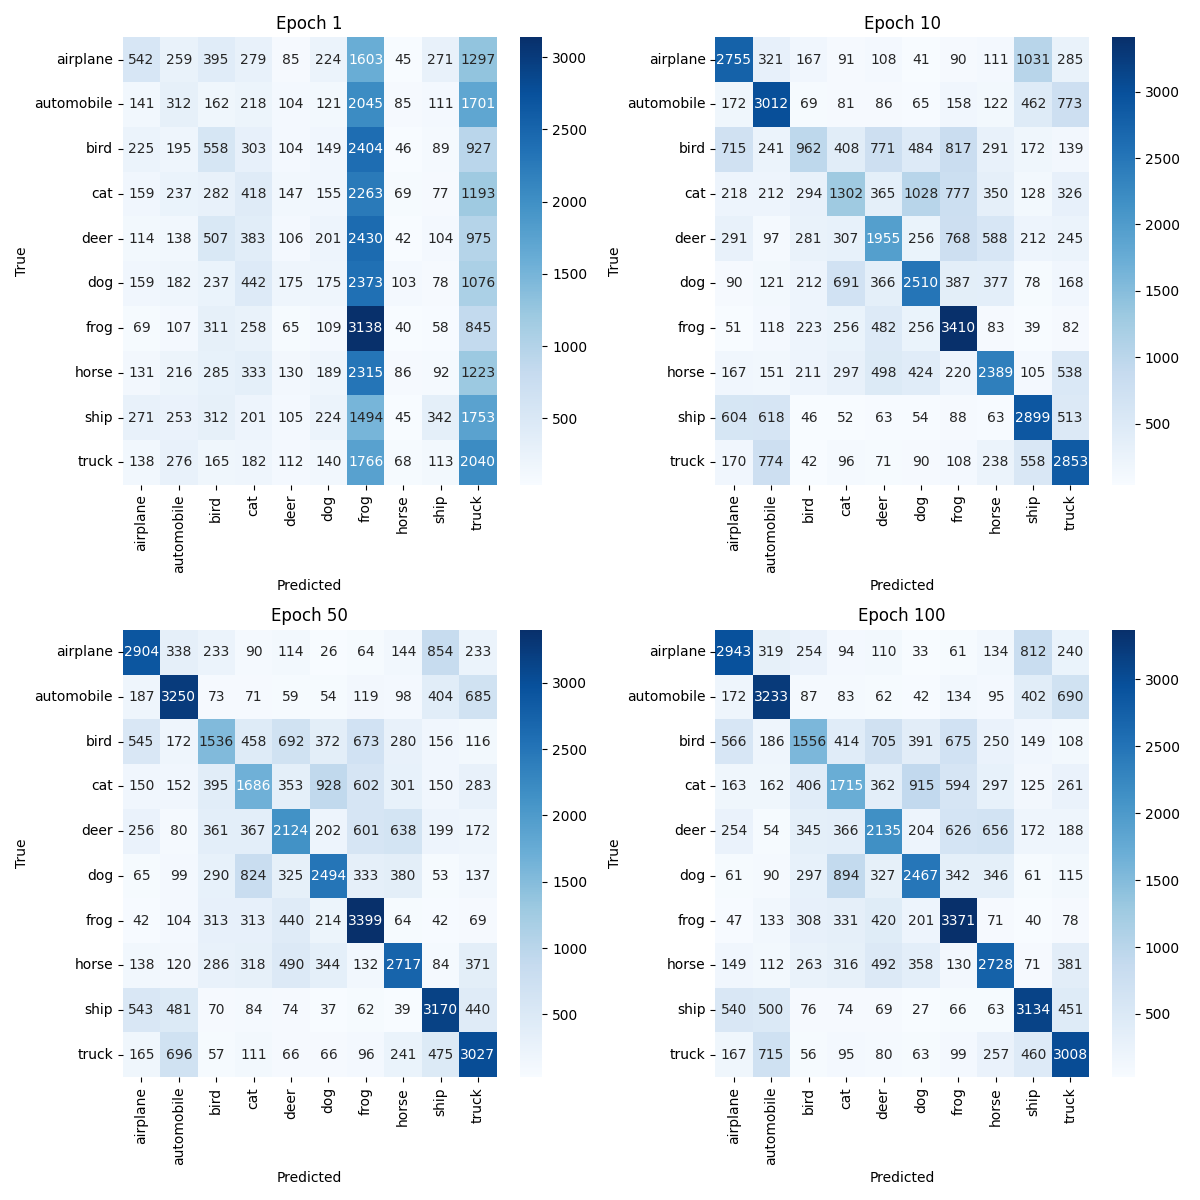 Epoch 1
airplane 542 259 395 279 85 224 1603 45 271 1297
automobile 141 312 162 218 104 121 2045 85 111 1701
bird 225 195 558 303 104 149 2404 46 89 927
cat 159 237 282 418 147 155 2263 69 77 1193
deer 114 138 507 383 106 201 2430 42 104 975
dog 159 182 237 442 175 175 2373 103 78 1076
frog 69 107 311 258 65 109 3138 40 58 845
horse 131 216 285 333 130 189 2315 86 92 1223
ship 271 253 312 201 105 224 1494 45 342 1753
truck 138 276 165 182 112 140 1766 68 113 2040
airplane automobile bird cat deer dog frog horse ship truck
Predicted
True
3000
2500
2000
1500
1000
500
Epoch 10
2755 321 167 91 108 41 90 111 1031 285
172 3012 69 81 86 65 158 122 462 773
715 241 962 408 771 484 817 291 172 139
218 212 294 1302 365 1028 777 350 128 326
291 97 281 307 1955 256 768 588 212 245
90 121 212 691 366 2510 387 377 78 168
51 118 223 256 482 256 3410 83 39 82
167 151 211 297 498 424 220 2389 105 538
604 618 46 52 63 54 88 63 2899 513
170 774 42 96 71 90 108 238 558 2853
airplane automobile bird cat deer dog frog horse ship truck
Predicted
True
3000
2500
2000
1500
1000
500
Epoch 50
airplane 2904 338 233 90 114 26 64 144 854 233
automobile 187 3250 73 71 59 54 119 98 404 685
bird 545 172 1536 458 692 372 673 280 156 116
cat 150 152 395 1686 353 928 602 301 150 283
deer 256 80 361 367 2124 202 601 638 199 172
dog 65 99 290 824 325 2494 333 380 53 137
frog 42 104 313 313 440 214 3399 64 42 69
horse 138 120 286 318 490 344 132 2717 84 371
ship 543 481 70 84 74 37 62 39 3170 440
truck 165 696 57 111 66 66 96 241 475 3027
airplane automobile bird cat deer dog frog horse ship truck
Predicted
True
3000
2500
2000
1500
1000
500
Epoch 100
2943 319 254 94 110 33 61 134 812 240
172 3233 87 83 62 42 134 95 402 690
566 186 1556 414 705 391 675 250 149 108
163 162 406 1715 362 915 594 297 125 261
254 54 345 366 2135 204 626 656 172 188
61 90 297 894 327 2467 342 346 61 115
47 133 308 331 420 201 3371 71 40 78
149 112 263 316 492 358 130 2728 71 381
540 500 76 74 69 27 66 63 3134 451
167 715 56 95 80 63 99 257 460 3008
airplane automobile bird cat deer dog frog horse ship truck
Predicted
True
3000
2500
2000
1500
1000
500